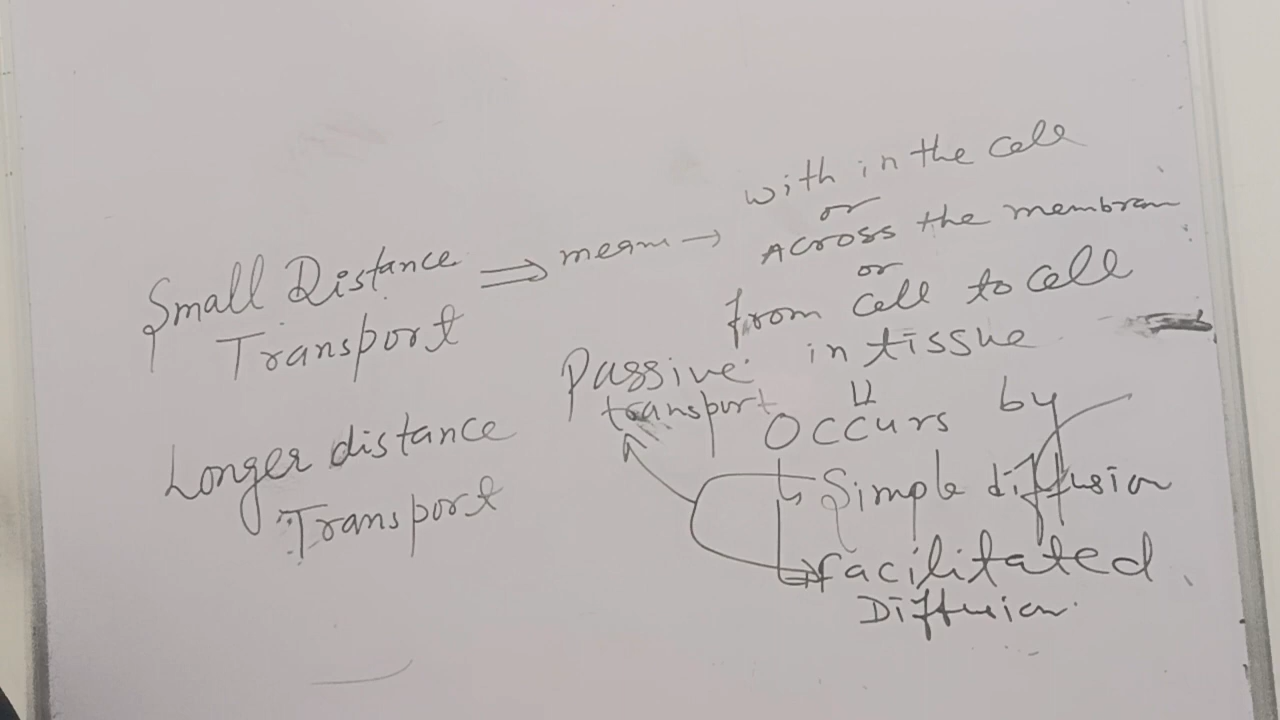 Small Distance
Transport
⇒ means →
with in the cell
or
Across the membran
or
from cell to cell
in tissue
⇓
Occurs by
Simple diffusion
facilitated
Diffusion.
Passive
transport
Longer distance
Transport